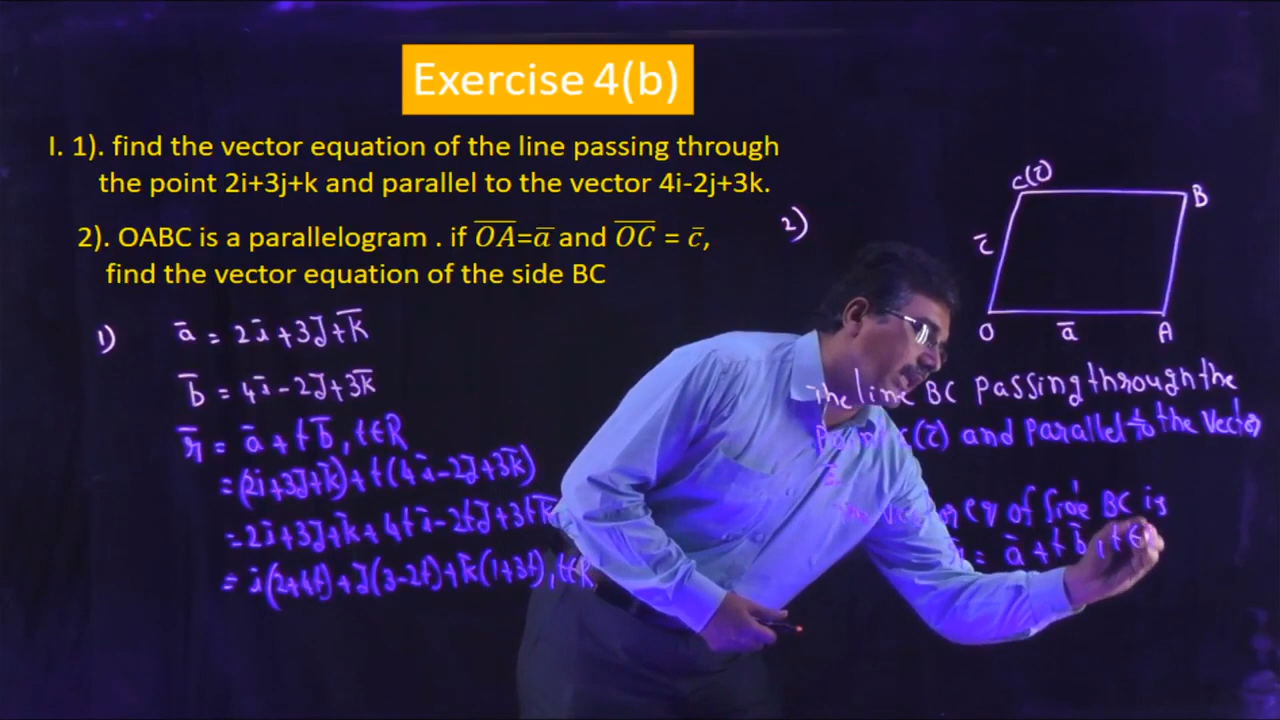 Exercise 4(b)
I. 1). find the vector equation of the line passing through
the point 2i+3j+k and parallel to the vector 4i-2j+3k.
2). OABC is a parallelogram . if O̅A̅=a̅ and O̅C̅ = c̅,
find the vector equation of the side BC
1) a̅ = 2i̅+3J̅+k̅
b̅ = 4i̅-2J̅+3k̅
r̅ = a̅+tb̅, t∈R
= (2i̅+3J̅+k̅)+t(4i̅-2J̅+3k̅)
= 2i̅+3J̅+k̅+4ti̅-2tJ̅+3tk̅
= i̅(2+4t)+J̅(3-2t)+k̅(1+3t), t∈R
2)
C(c̅)
B
c̅
O
a̅
A
The line BC passing through the
Point C(c̅) and parallel to the vector
vector eq of side BC is
= a̅+tb̅, t∈